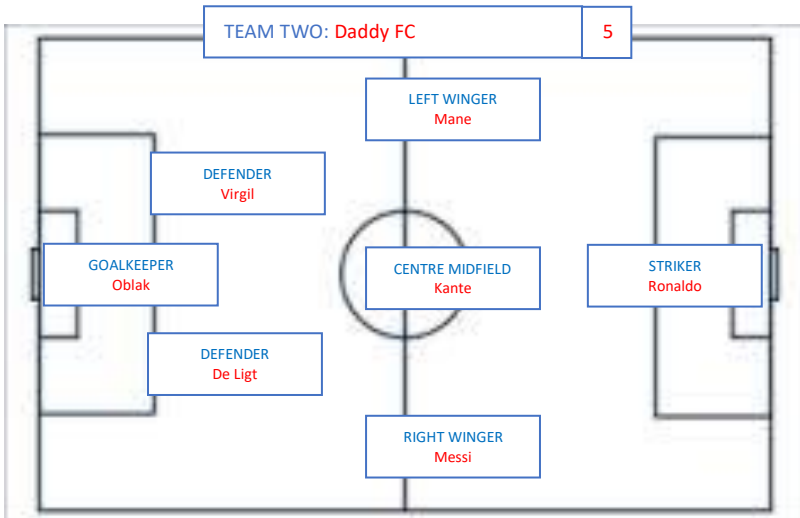 TEAM TWO: Daddy FC 5
LEFT WINGER
Mane
DEFENDER
Virgil
GOALKEEPER
Oblak
CENTRE MIDFIELD
Kante
STRIKER
Ronaldo
DEFENDER
De Ligt
RIGHT WINGER
Messi